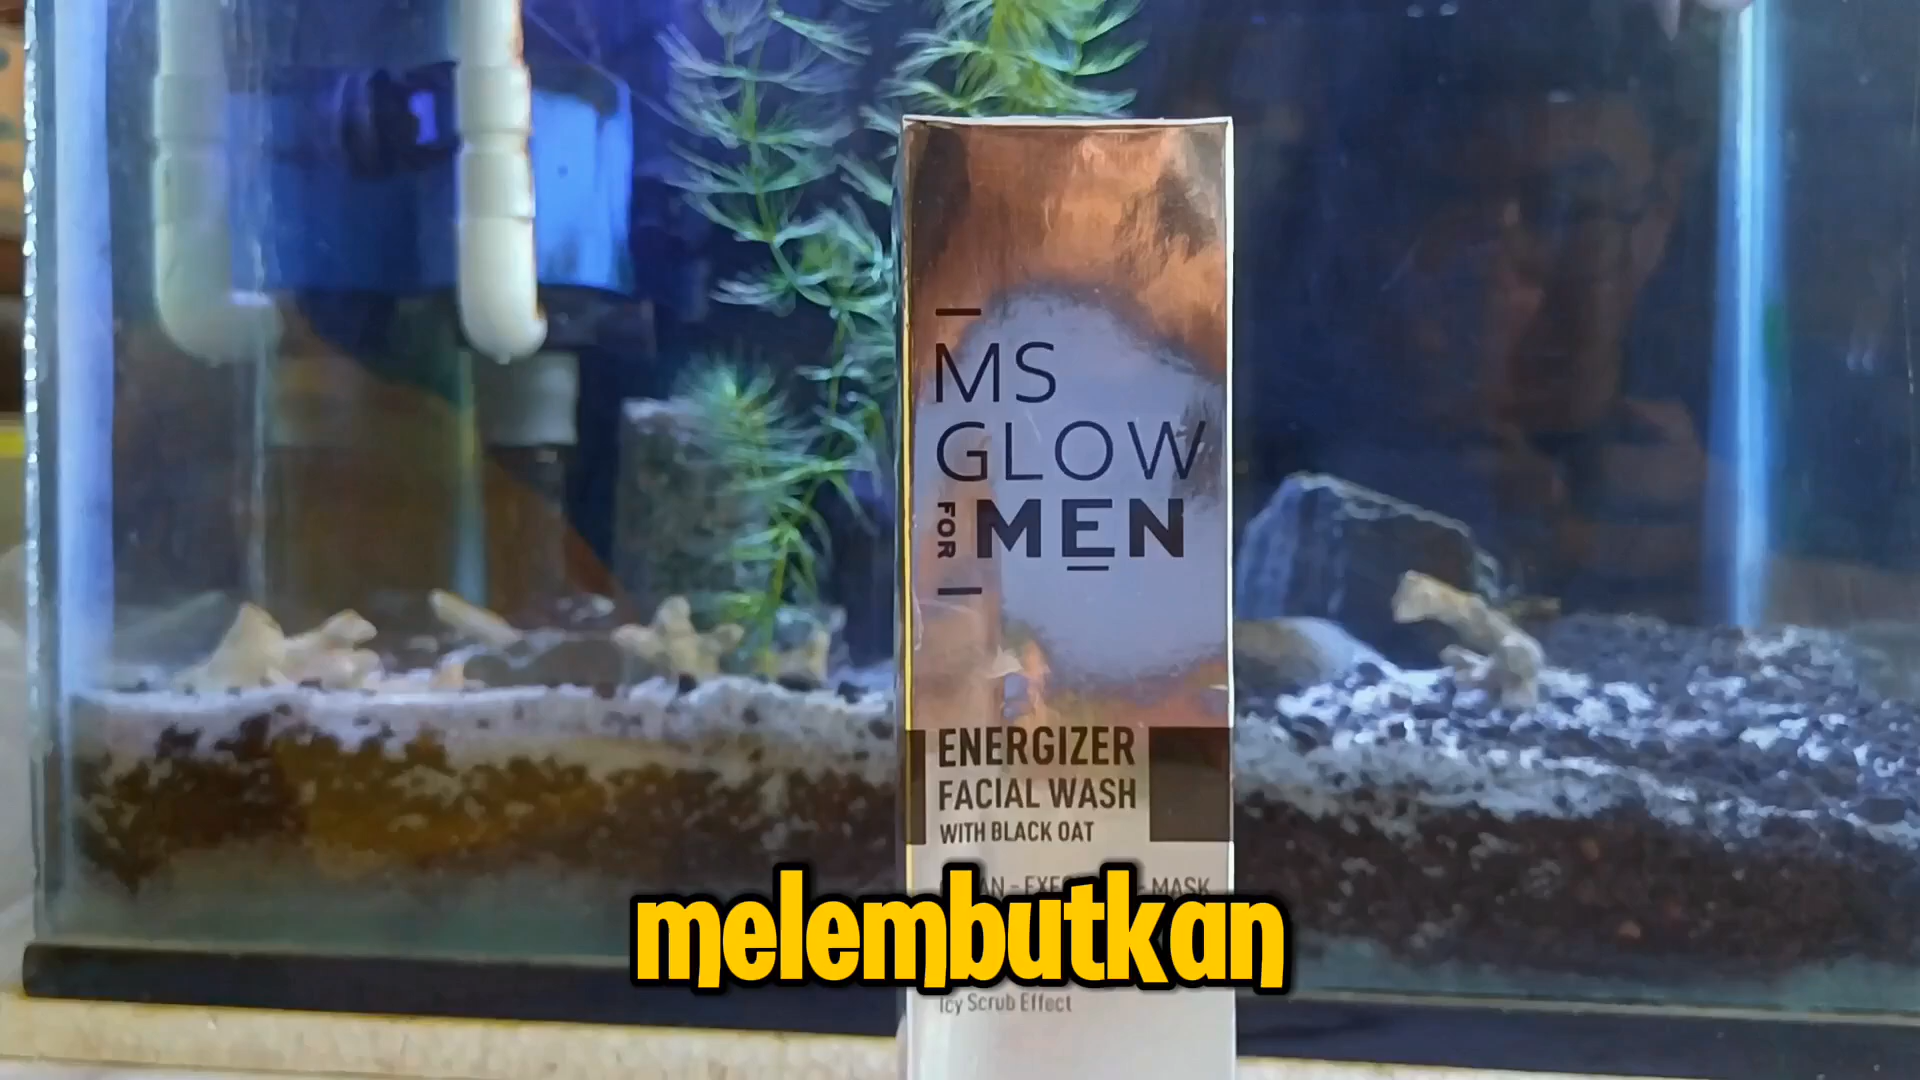 MS
GLOW
FOR MEN
ENERGIZER
FACIAL WASH
WITH BLACK OAT
MASK
melembutkan
Icy Scrub Effect